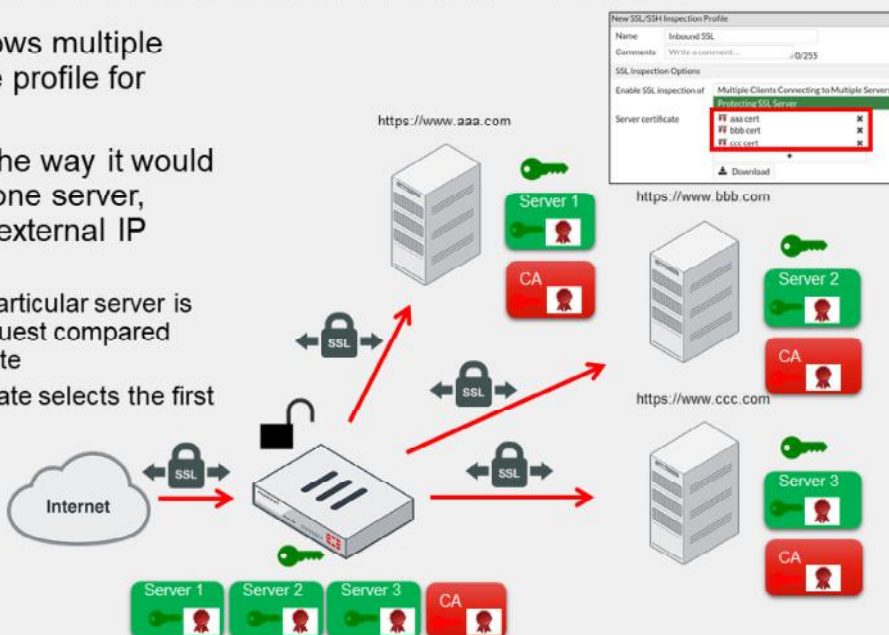 ows multiple
e profile for
he way it would
one server,
external IP
articular server is
uest compared
te
ate selects the first
New SSL/SSH Inspection Profile
Name Inbound SSL
Comments Write a comment... 0/255
SSL Inspection Options
Enable SSL inspection of Multiple Clients Connecting to Multiple Servers
Protecting SSL Server
Server certificate aaa cert
bbb cert
ccc cert
+
Download
https://www.aaa.com
Server 1
CA
https://www.bbb.com
Server 2
CA
https://www.ccc.com
Server 3
CA
SSL
SSL
SSL
SSL
Internet
Server 1 Server 2 Server 3 CA